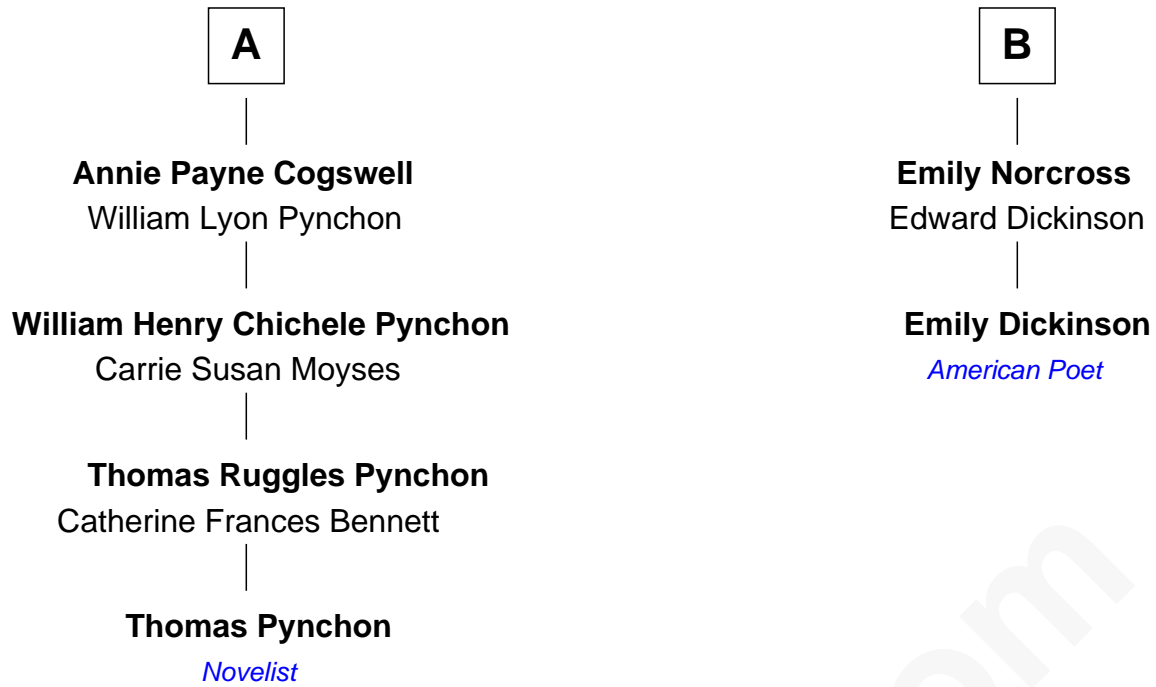 A
Annie Payne Cogswell
William Lyon Pynchon
William Henry Chichele Pynchon
Carrie Susan Moyses
Thomas Ruggles Pynchon
Catherine Frances Bennett
Thomas Pynchon
Novelist
B
Emily Norcross
Edward Dickinson
Emily Dickinson
American Poet
om